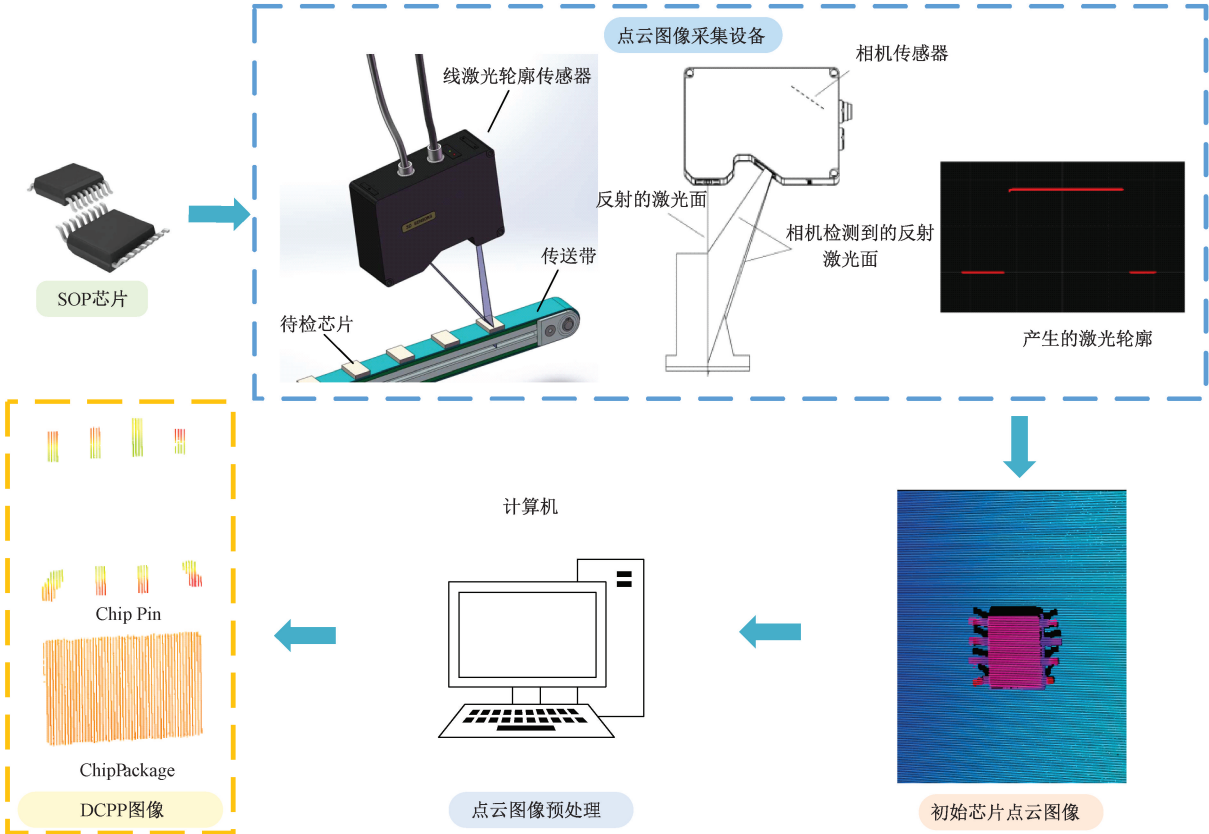 点云图像采集设备
线激光轮廓传感器
相机传感器
反射的激光面
相机检测到的反射
激光面
传送带
待检芯片
产生的激光轮廓
SOP芯片
计算机
Chip Pin
ChipPackage
DCPP图像
点云图像预处理
初始芯片点云图像